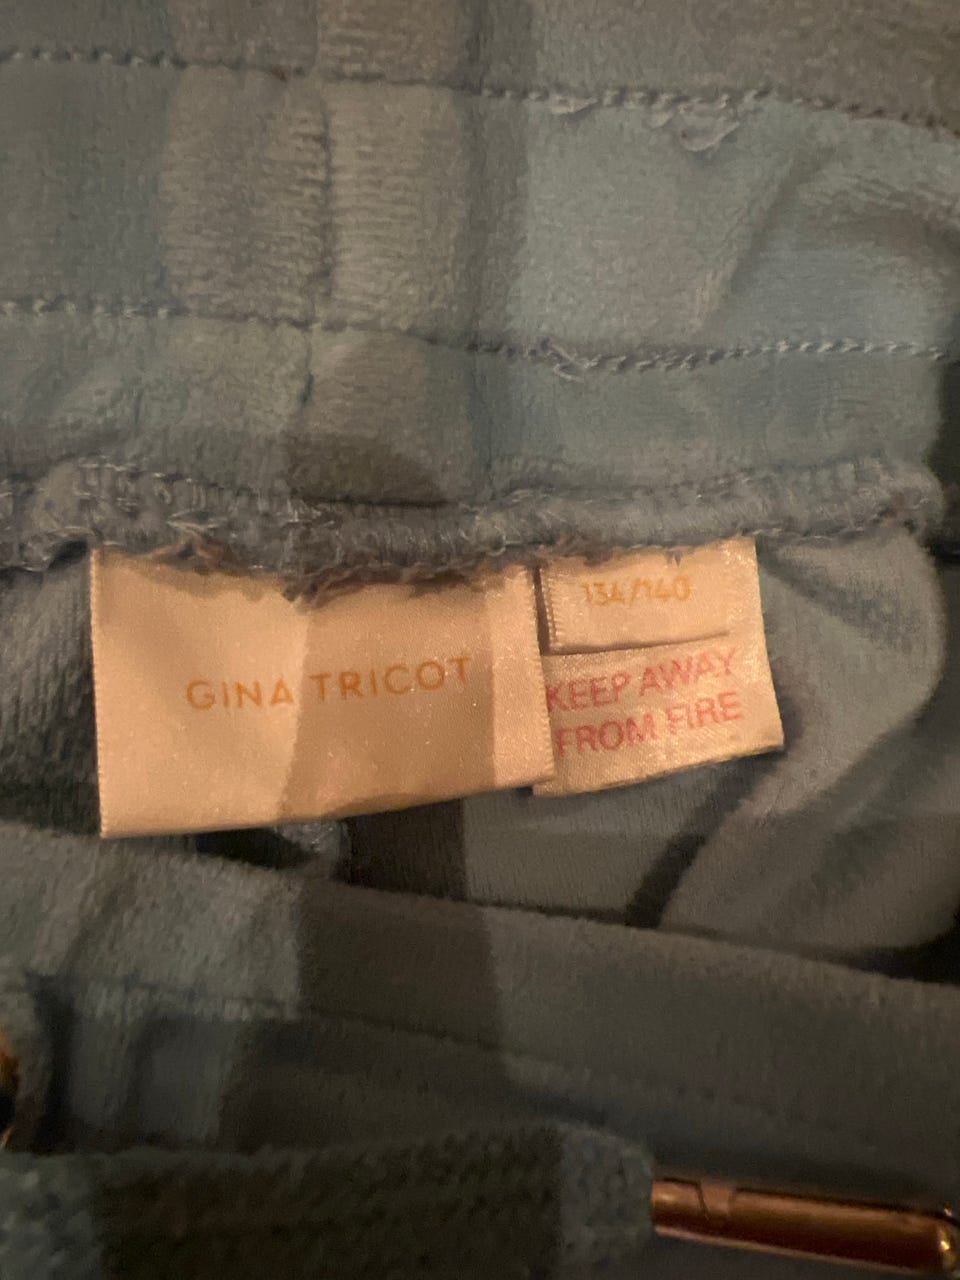 GINA TRICOT
134/140
KEEP AWAY
FROM FIRE